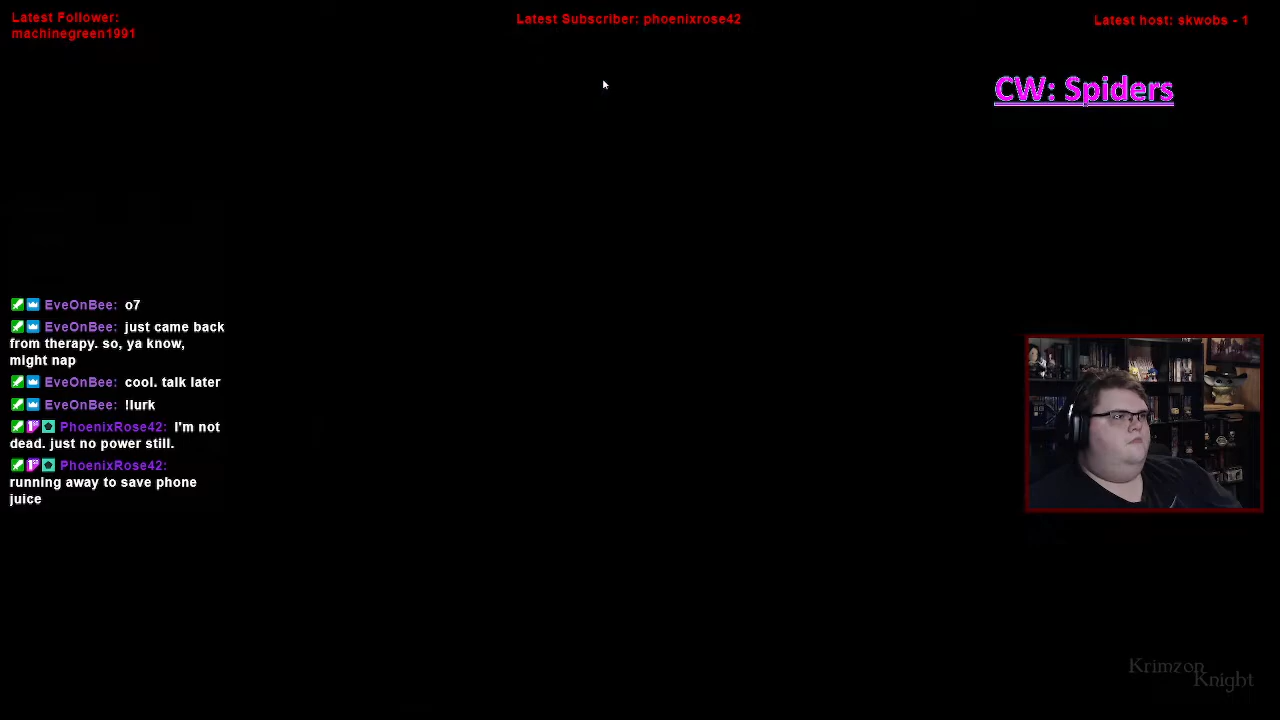 Latest Follower:
machinegreen1991
Latest Subscriber: phoenixrose42
Latest host: skwobs - 1
CW: Spiders
EveOnBee: o7
EveOnBee: just came back
from therapy. so, ya know,
might nap
EveOnBee: cool. talk later
EveOnBee: !lurk
PhoenixRose42: I'm not
dead. just no power still.
PhoenixRose42:
running away to save phone
juice
Krimzon
Knight